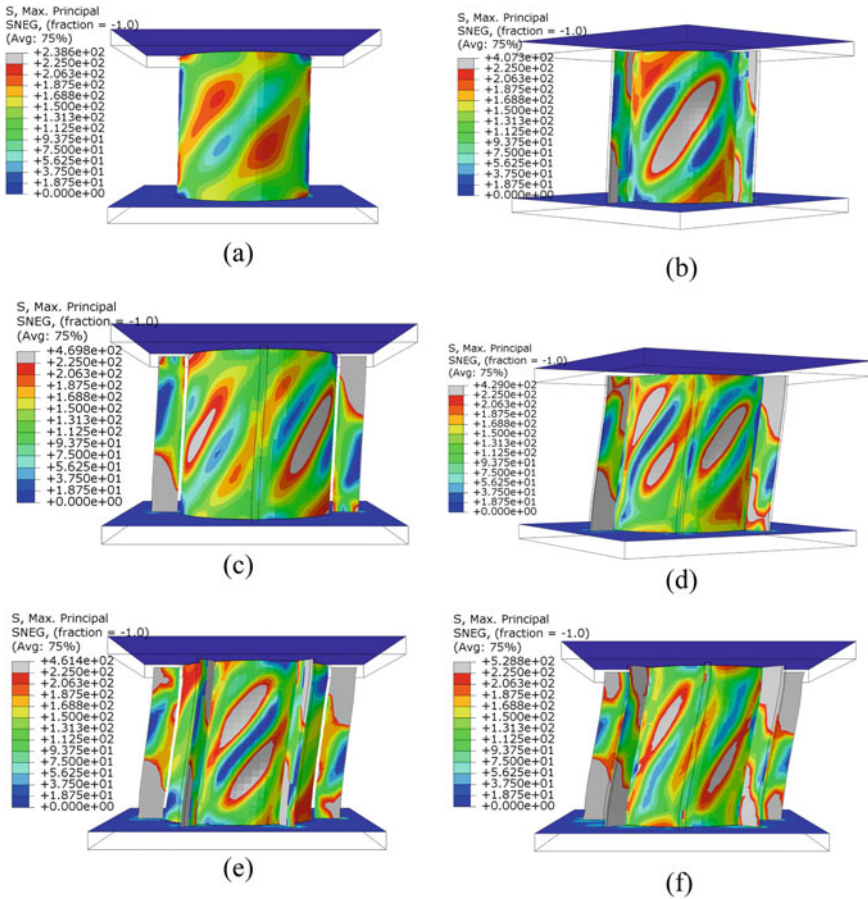 S, Max. Principal
SNEG, (fraction = -1.0)
(Avg: 75%)
+2.386e+02
+2.250e+02
+2.063e+02
+1.875e+02
+1.688e+02
+1.500e+02
+1.313e+02
+1.125e+02
+9.375e+01
+7.500e+01
+5.625e+01
+3.750e+01
+1.875e+01
+0.000e+00
(a)
S, Max. Principal
SNEG, (fraction = -1.0)
(Avg: 75%)
+4.073e+02
+2.250e+02
+2.063e+02
+1.875e+02
+1.688e+02
+1.500e+02
+1.313e+02
+1.125e+02
+9.375e+01
+7.500e+01
+5.625e+01
+3.750e+01
+1.875e+01
+0.000e+00
(b)
S, Max. Principal
SNEG, (fraction = -1.0)
(Avg: 75%)
+4.698e+02
+2.250e+02
+2.063e+02
+1.875e+02
+1.688e+02
+1.500e+02
+1.313e+02
+1.125e+02
+9.375e+01
+7.500e+01
+5.625e+01
+3.750e+01
+1.875e+01
+0.000e+00
(c)
S, Max. Principal
SNEG, (fraction = -1.0)
(Avg: 75%)
+4.290e+02
+2.250e+02
+2.063e+02
+1.875e+02
+1.688e+02
+1.500e+02
+1.313e+02
+1.125e+02
+9.375e+01
+7.500e+01
+5.625e+01
+3.750e+01
+1.875e+01
+0.000e+00
(d)
S, Max. Principal
SNEG, (fraction = -1.0)
(Avg: 75%)
+4.614e+02
+2.250e+02
+2.063e+02
+1.875e+02
+1.688e+02
+1.500e+02
+1.313e+02
+1.125e+02
+9.375e+01
+7.500e+01
+5.625e+01
+3.750e+01
+1.875e+01
+0.000e+00
(e)
S, Max. Principal
SNEG, (fraction = -1.0)
(Avg: 75%)
+5.288e+02
+2.250e+02
+2.063e+02
+1.875e+02
+1.688e+02
+1.500e+02
+1.313e+02
+1.125e+02
+9.375e+01
+7.500e+01
+5.625e+01
+3.750e+01
+1.875e+01
+0.000e+00
(f)